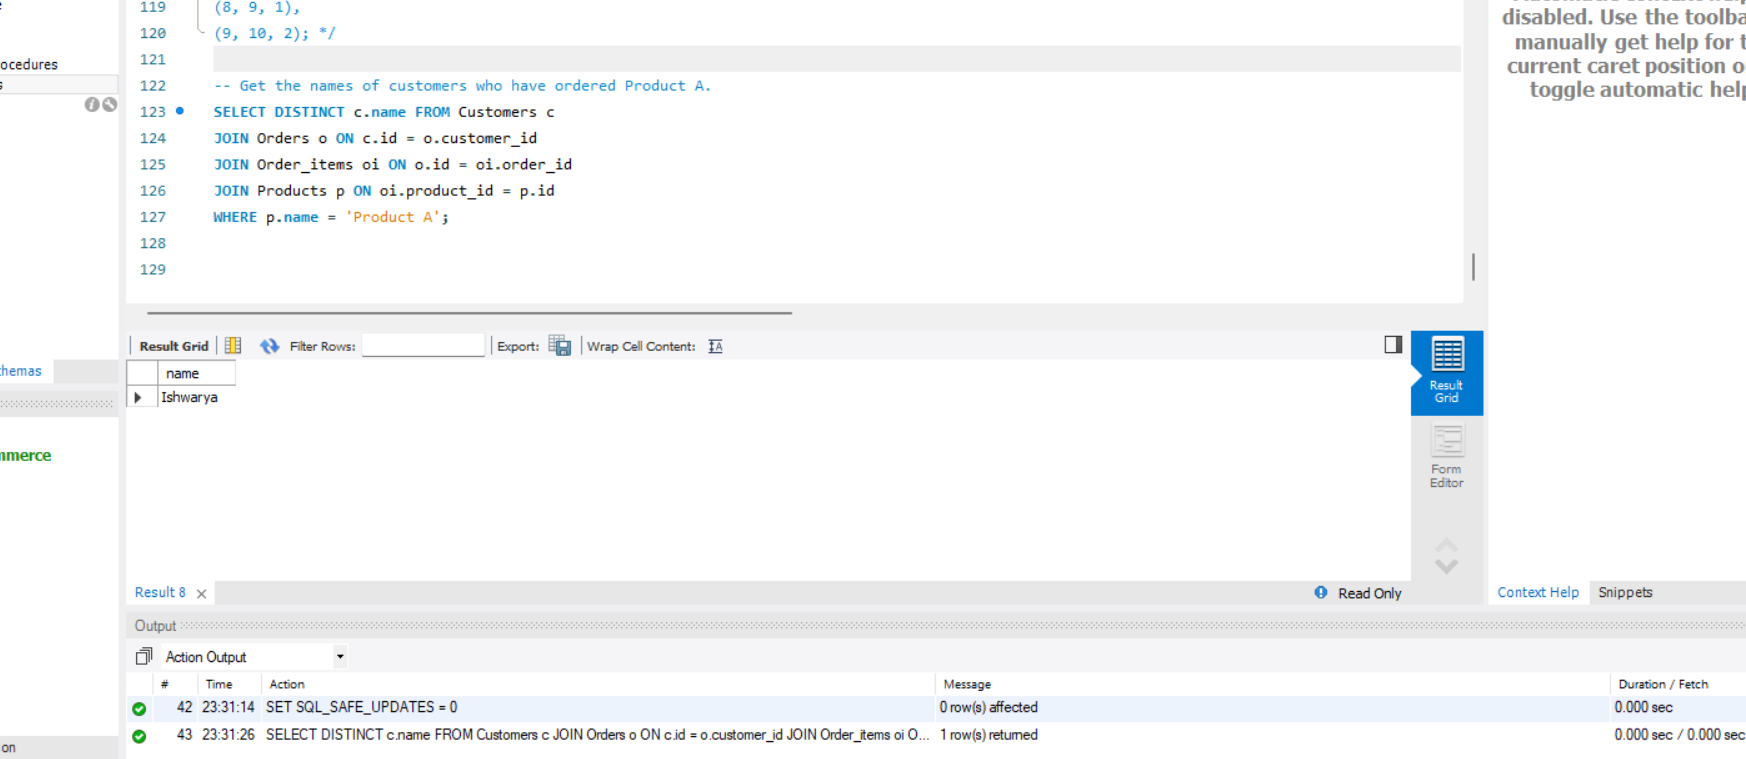 119 (8, 9, 1),
120 (9, 10, 2); */
121
122 -- Get the names of customers who have ordered Product A.
123 SELECT DISTINCT c.name FROM Customers c
124 JOIN Orders o ON c.id = o.customer_id
125 JOIN Order_items oi ON o.id = oi.order_id
126 JOIN Products p ON oi.product_id = p.id
127 WHERE p.name = 'Product A';
128
129
ocedures
disabled. Use the toolba
manually get help for t
current caret position o
toggle automatic help
hemas
mmerce
on
Result Grid Filter Rows: Export: Wrap Cell Content:
name
Ishwarya
Result
Grid
Form
Editor
Result 8 Read Only
Context Help Snippets
Output
Action Output
# Time Action Message Duration / Fetch
42 23:31:14 SET SQL_SAFE_UPDATES = 0 0 row(s) affected 0.000 sec
43 23:31:26 SELECT DISTINCT c.name FROM Customers c JOIN Orders o ON c.id = o.customer_id JOIN Order_items oi O... 1 row(s) returned 0.000 sec / 0.000 sec